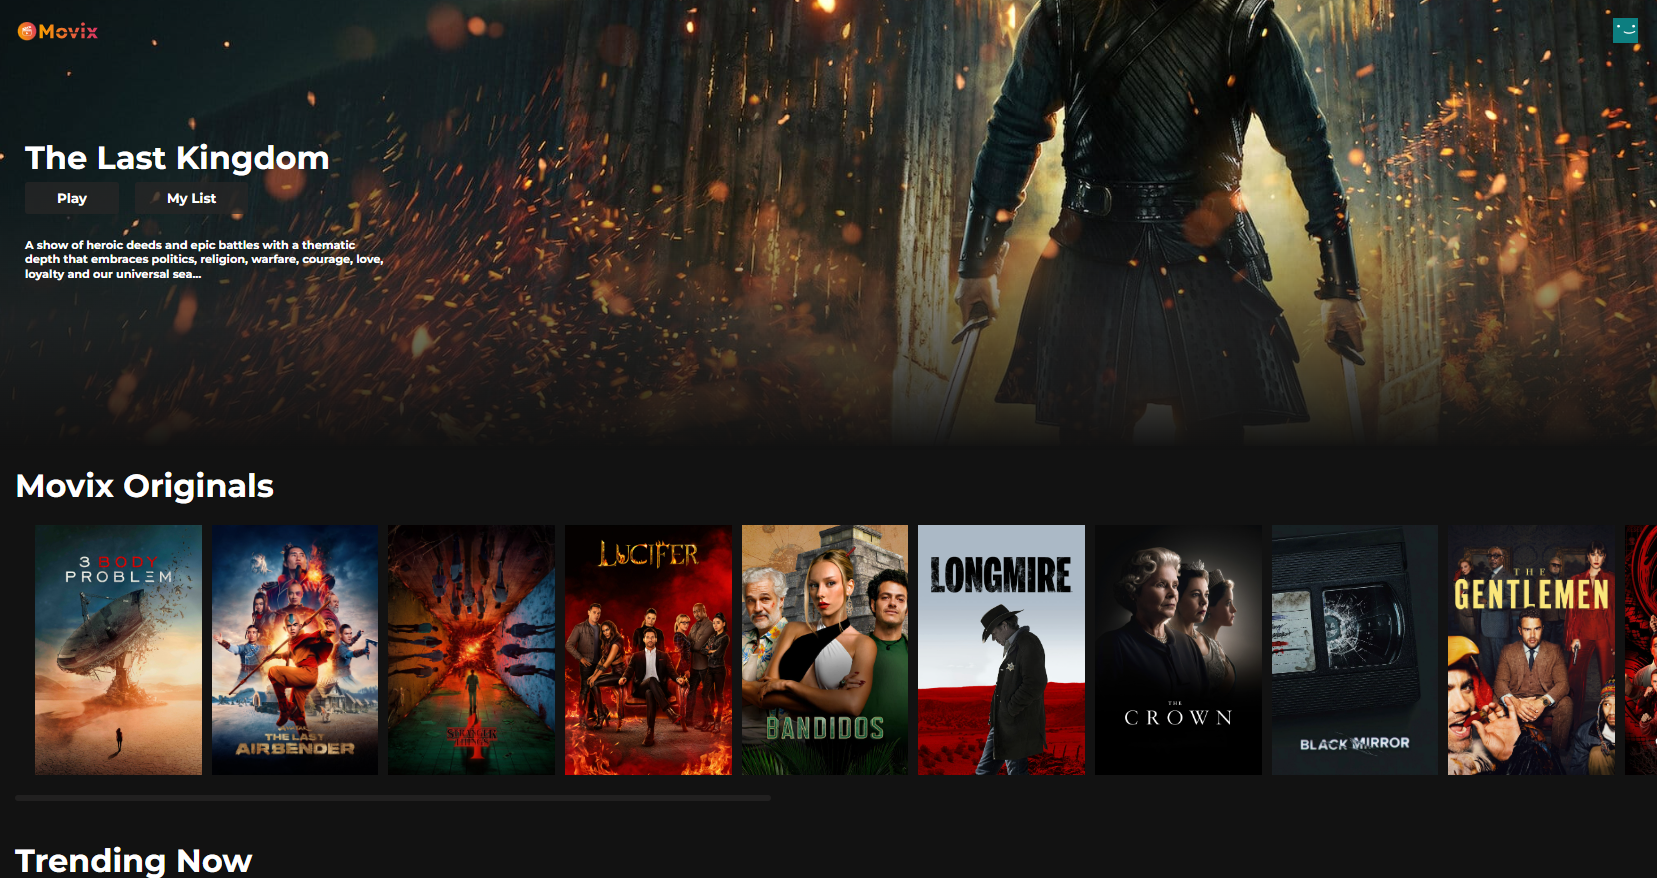 Movix
The Last Kingdom
Play
My List
A show of heroic deeds and epic battles with a thematic
depth that embraces politics, religion, warfare, courage, love,
loyalty and our universal sea...
Movix Originals
3 BODY
PROBLEM
THE LAST
AIRBENDER
STRANGER
THINGS
4
LUCIFER
BANDIDOS
LONGMIRE
THE
CROWN
BLACK MIRROR
THE
GENTLEMEN
Trending Now